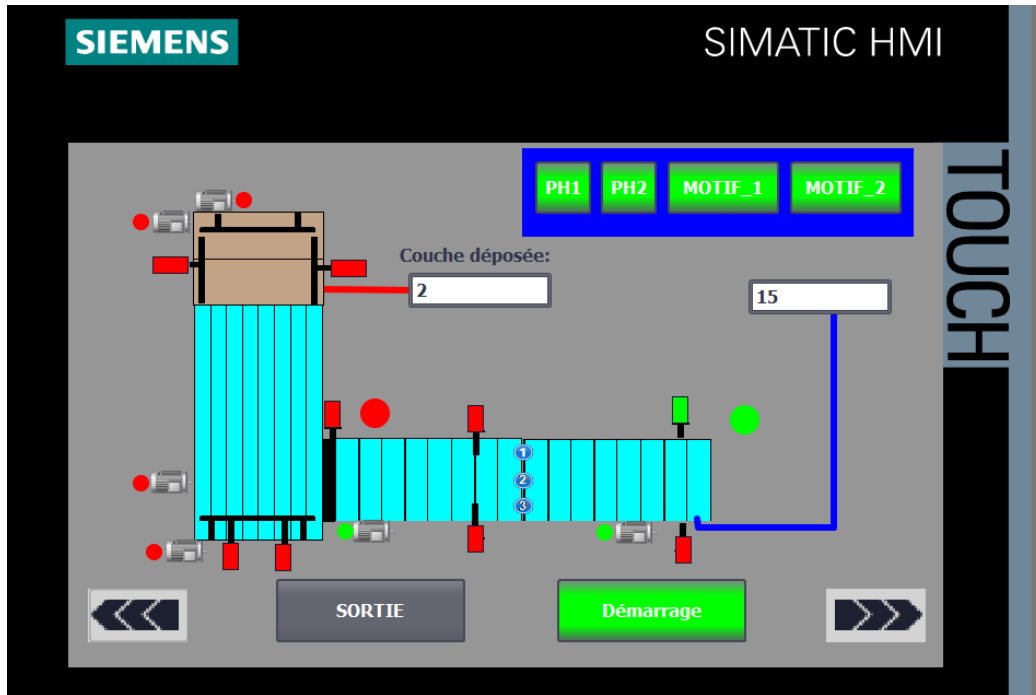 SIEMENS
SIMATIC HMI
TOUCH
PH1
PH2
MOTIF_1
MOTIF_2
Couche déposée:
2
15
1
2
3
SORTIE
Démarrage